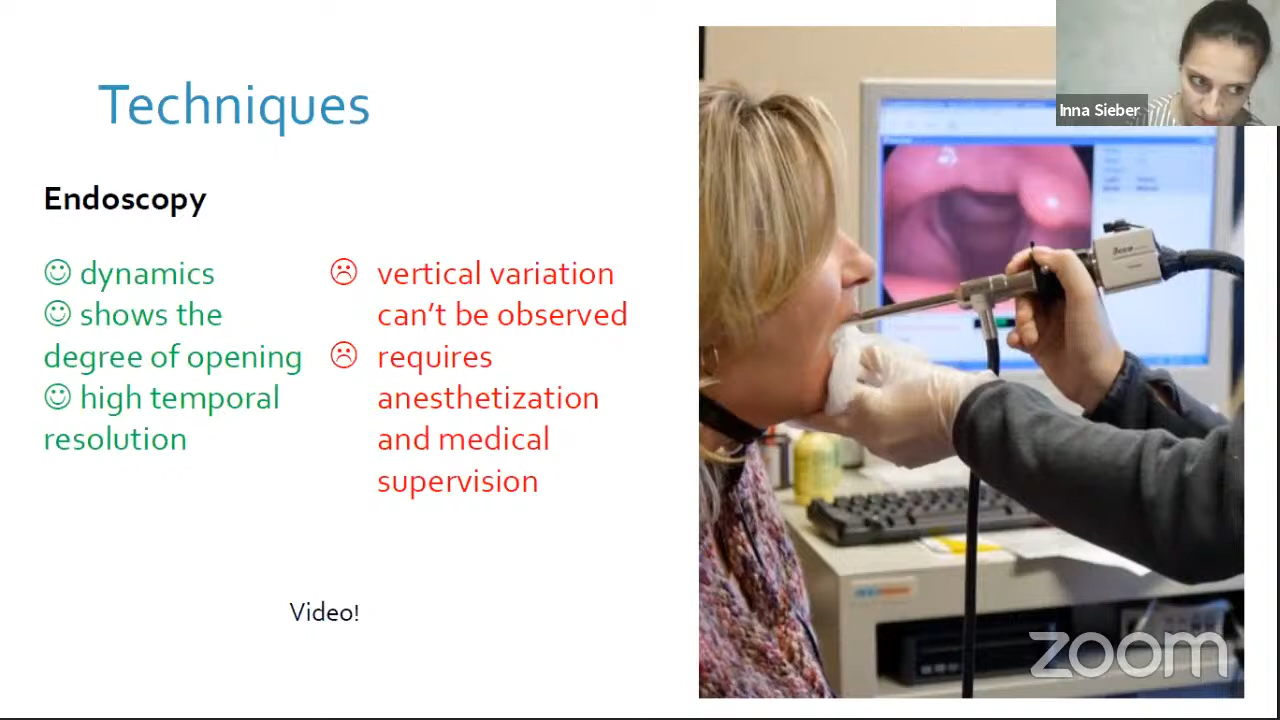 Techniques
Endoscopy
☺ dynamics
☺ shows the
degree of opening
☺ high temporal
resolution
☹ vertical variation
can’t be observed
☹ requires
anesthetization
and medical
supervision
Video!
Inna Sieber
zoom